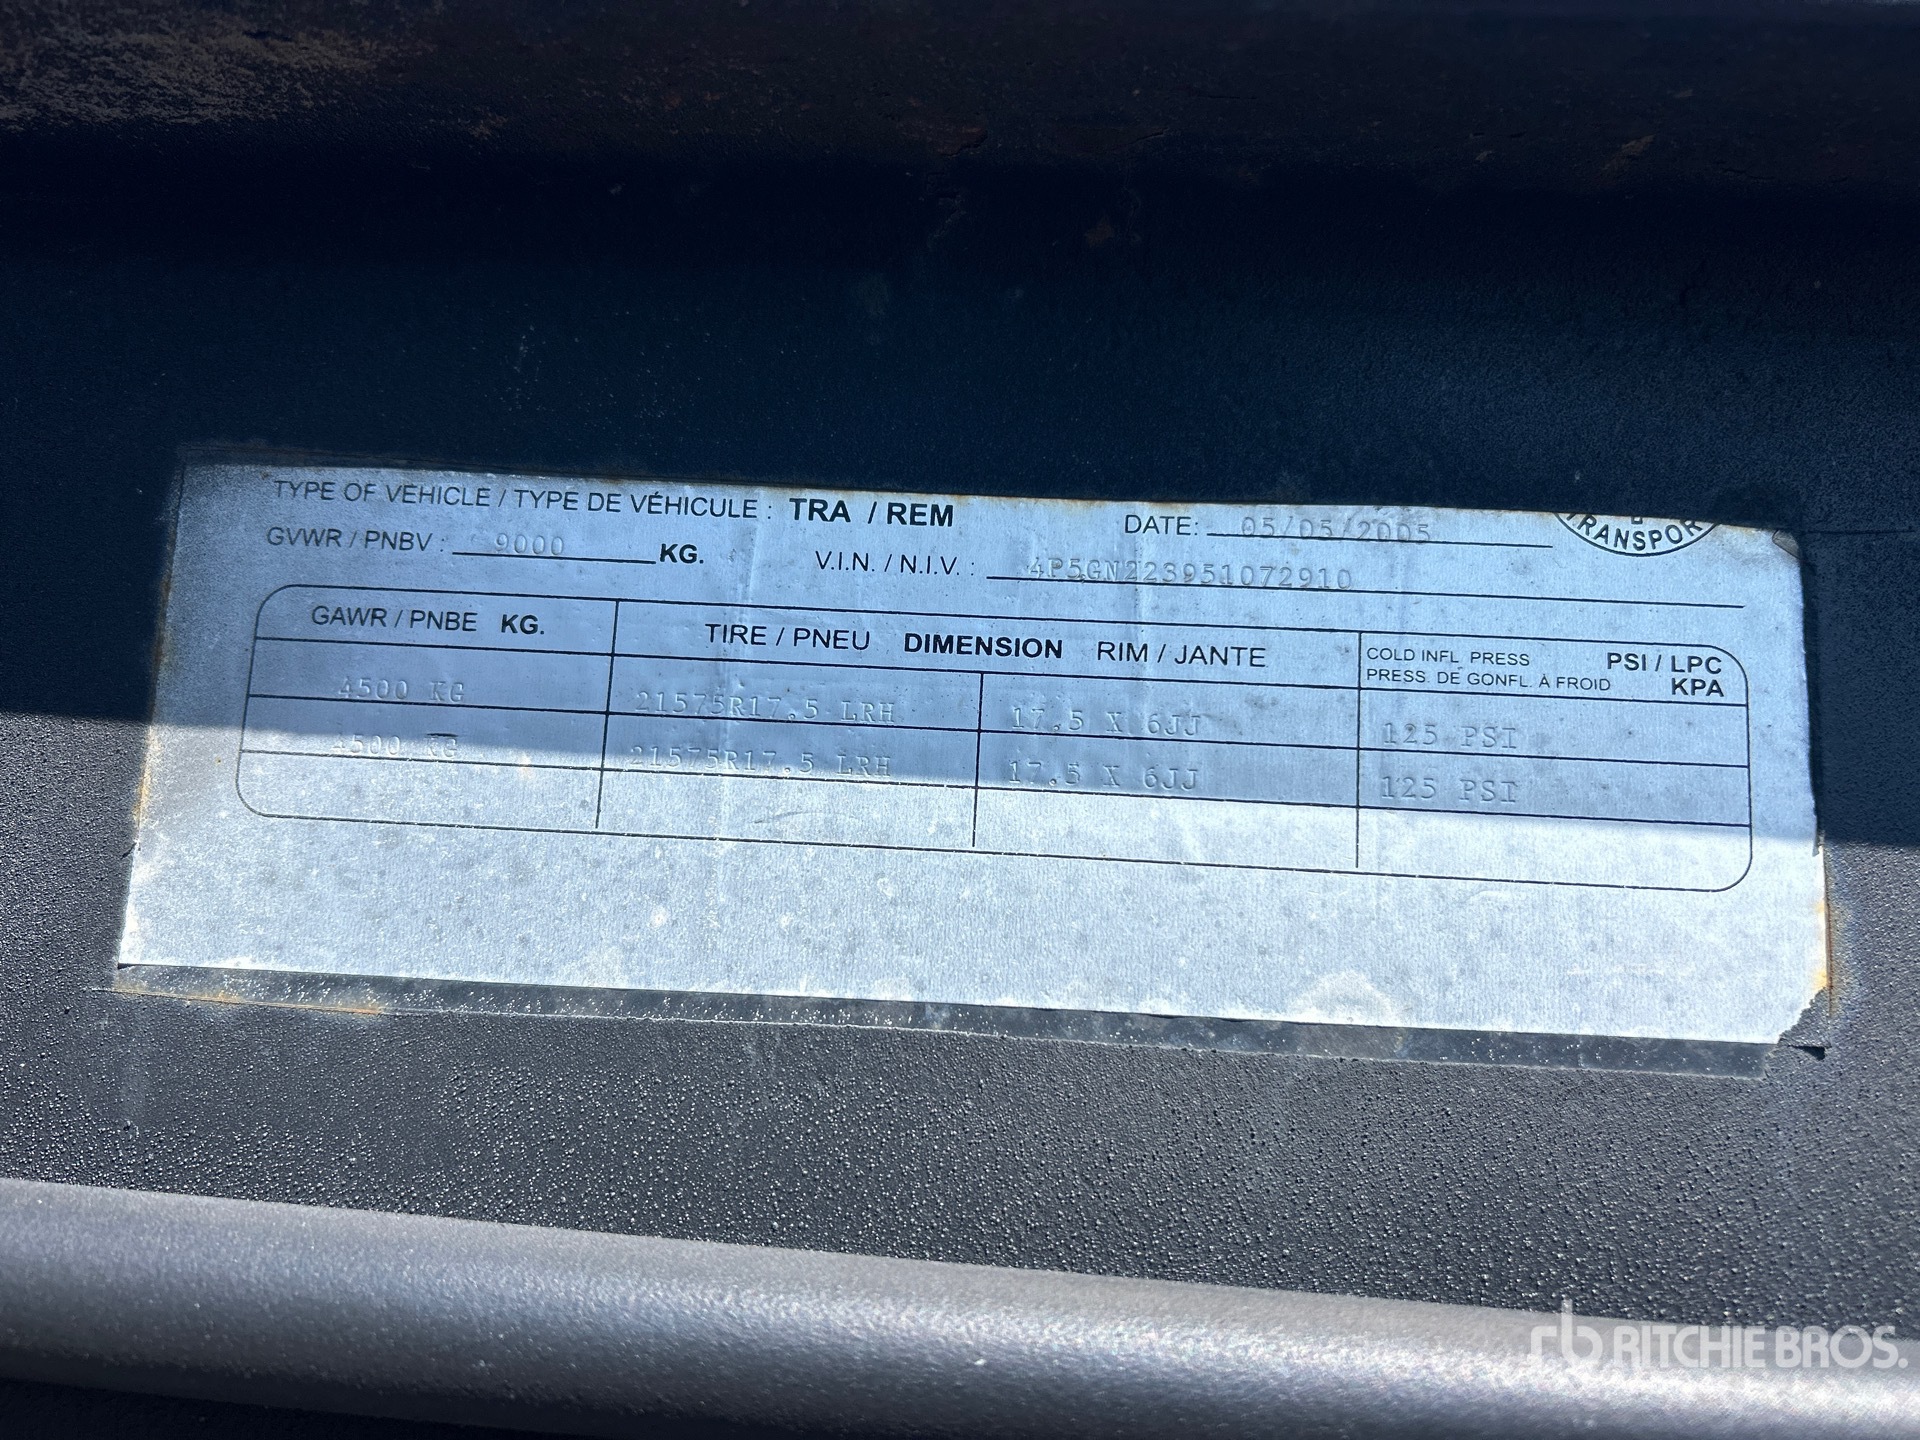 TYPE OF VEHICLE / TYPE DE VÉHICULE : TRA / REM
DATE: 05/05/2005
TRANSPOR
GVWR / PNBV : 9000 KG.
V.I.N. / N.I.V. : 4P5GN223951072910
GAWR / PNBE KG.
TIRE / PNEU DIMENSION RIM / JANTE
COLD INFL. PRESS PSI / LPC
PRESS. DE GONFL. À FROID KPA
4500 KG 21575R17.5 LRH 17.5 X 6JJ 125 PSI
4500 KG 21575R17.5 LRH 17.5 X 6JJ 125 PSI
rb RITCHIE BROS.